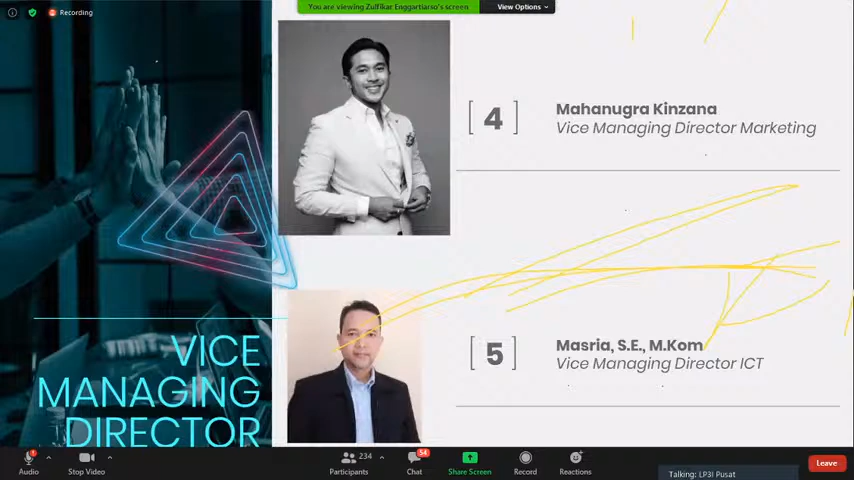 Recording
You are viewing Zulfikar Enggartiarso's screen
View Options
[ 4 ]
Mahanugra Kinzana
Vice Managing Director Marketing
[ 5 ]
Masria, S.E., M.Kom
Vice Managing Director ICT
VICE
MANAGING
DIRECTOR
Audio
Stop Video
234
Participants
54
Chat
Share Screen
Record
Reactions
Talking: LP3I Pusat
Leave